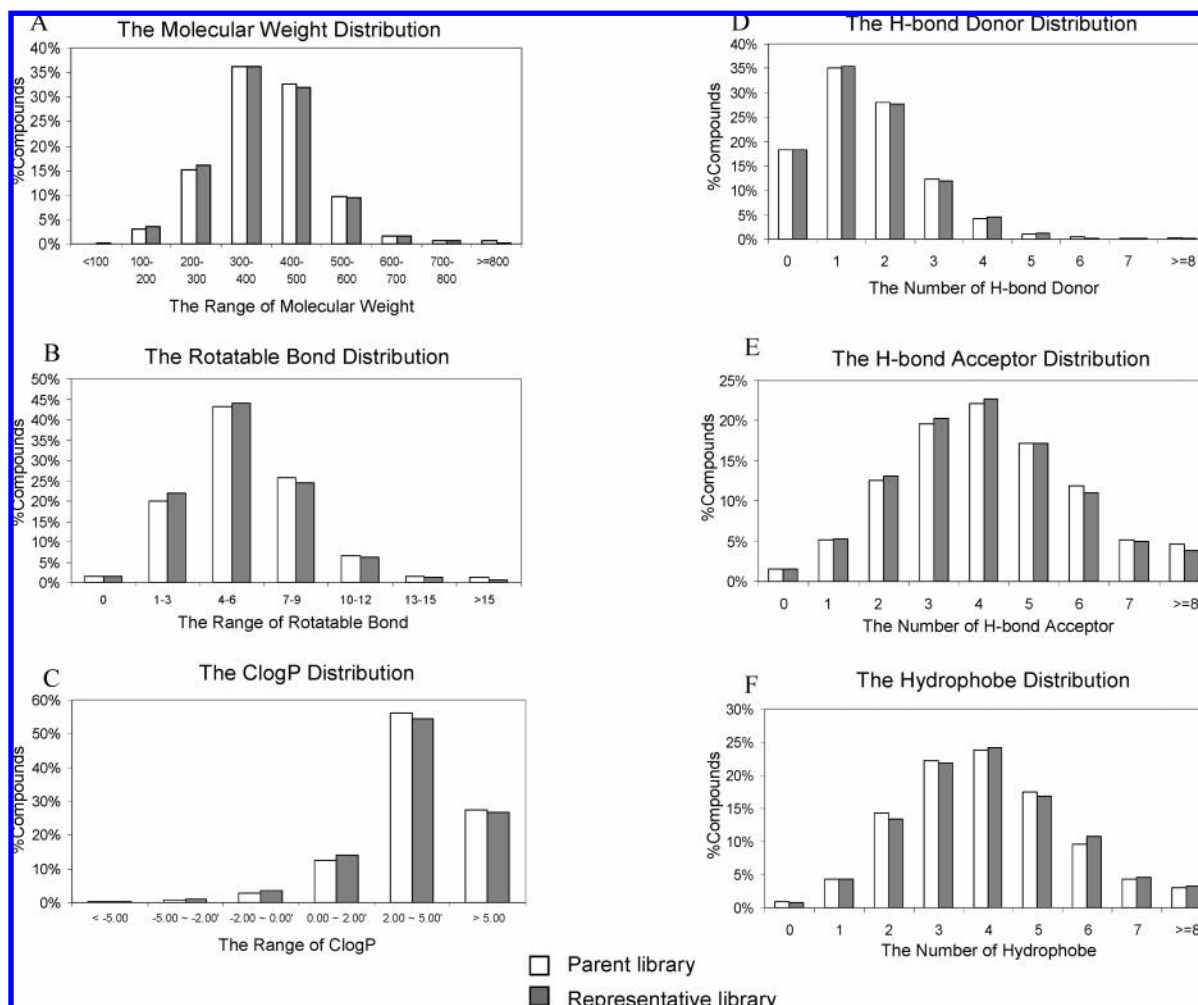 A
The Molecular Weight Distribution
40%
35%
30%
25%
20%
15%
10%
5%
0%
%Compounds
<100 100- 200- 300- 400- 500- 600- 700- >=800
200 300 400 500 600 700 800
The Range of Molecular Weight
B
The Rotatable Bond Distribution
50%
45%
40%
35%
30%
25%
20%
15%
10%
5%
0%
%Compounds
0 1-3 4-6 7-9 10-12 13-15 >15
The Range of Rotatable Bond
C
The ClogP Distribution
60%
50%
40%
30%
20%
10%
0%
%Compounds
< -5.00 -5.00 ~ -2.00' -2.00 ~ 0.00' 0.00 ~ 2.00' 2.00 ~ 5.00' > 5.00
The Range of ClogP
D
The H-bond Donor Distribution
40%
35%
30%
25%
20%
15%
10%
5%
0%
%Compounds
0 1 2 3 4 5 6 7 >=8
The Number of H-bond Donor
E
The H-bond Acceptor Distribution
25%
20%
15%
10%
5%
0%
%Compounds
0 1 2 3 4 5 6 7 >=8
The Number of H-bond Acceptor
F
The Hydrophobe Distribution
30%
25%
20%
15%
10%
5%
0%
%Compounds
0 1 2 3 4 5 6 7 >=8
The Number of Hydrophobe
Parent library
Representative library